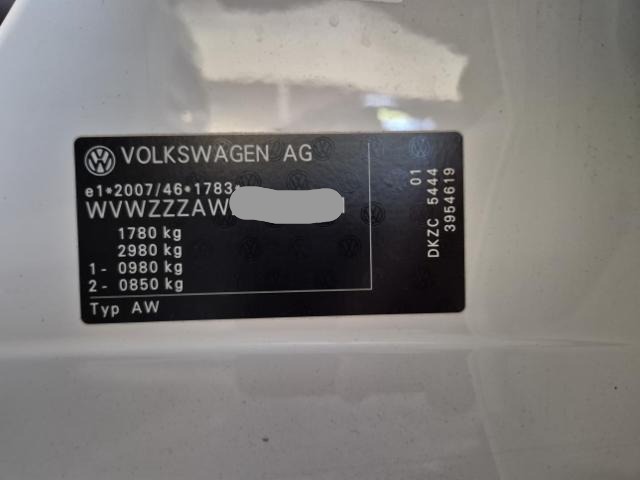 VOLKSWAGEN AG
e1*2007/46*1783*
WVWZZZAW
1780 kg
2980 kg
1- 0980 kg
2- 0850 kg
Typ AW
01
DKZC 5444
3954619